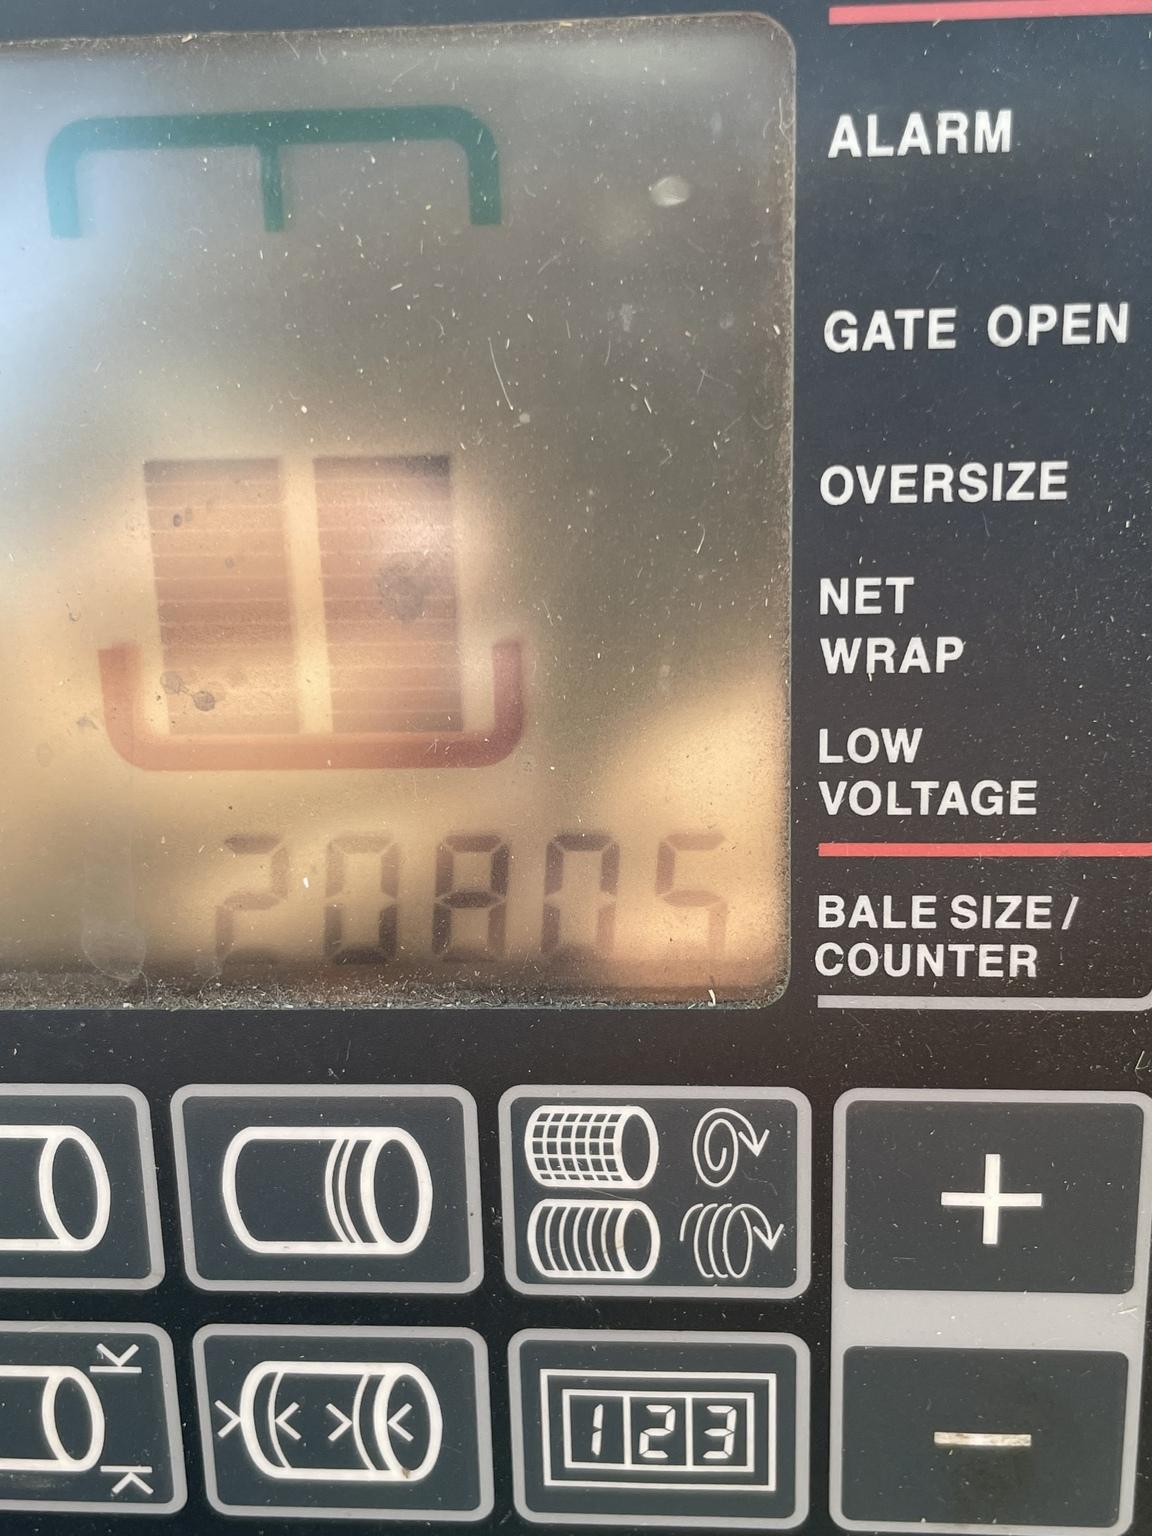 ALARM
GATE OPEN
OVERSIZE
NET
WRAP
LOW
VOLTAGE
20805
BALE SIZE /
COUNTER
+
-
123